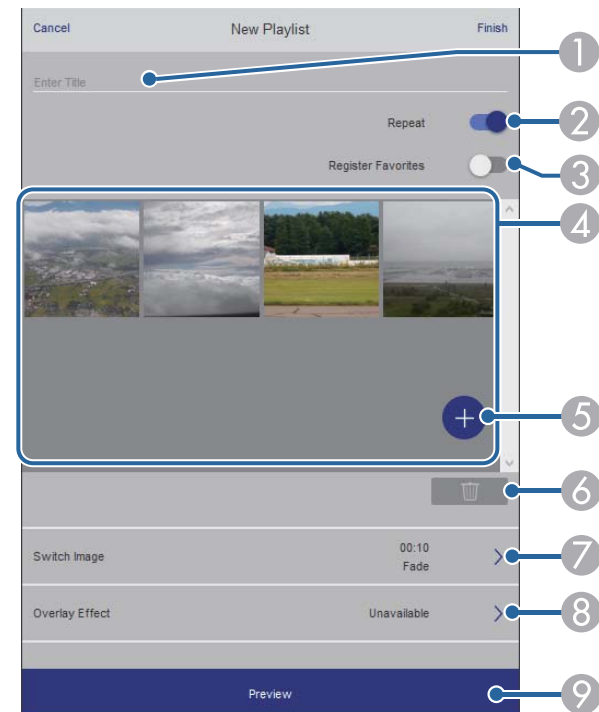 Cancel New Playlist Finish
1
Enter Title
Repeat 2
Register Favorites 3
4
5
6
Switch Image 00:10 7
Fade
Overlay Effect Unavailable 8
Preview 9